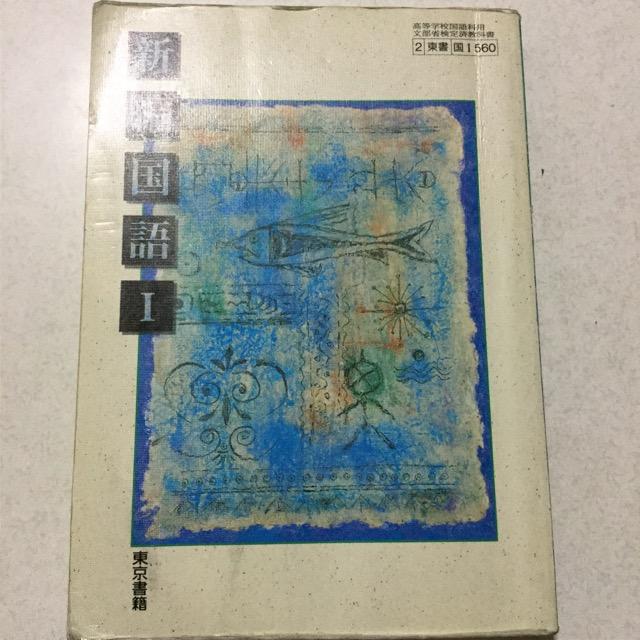 高等学校国語科用
文部省検定済教科書
2 東書 国I 560
新編国語I
東京書籍